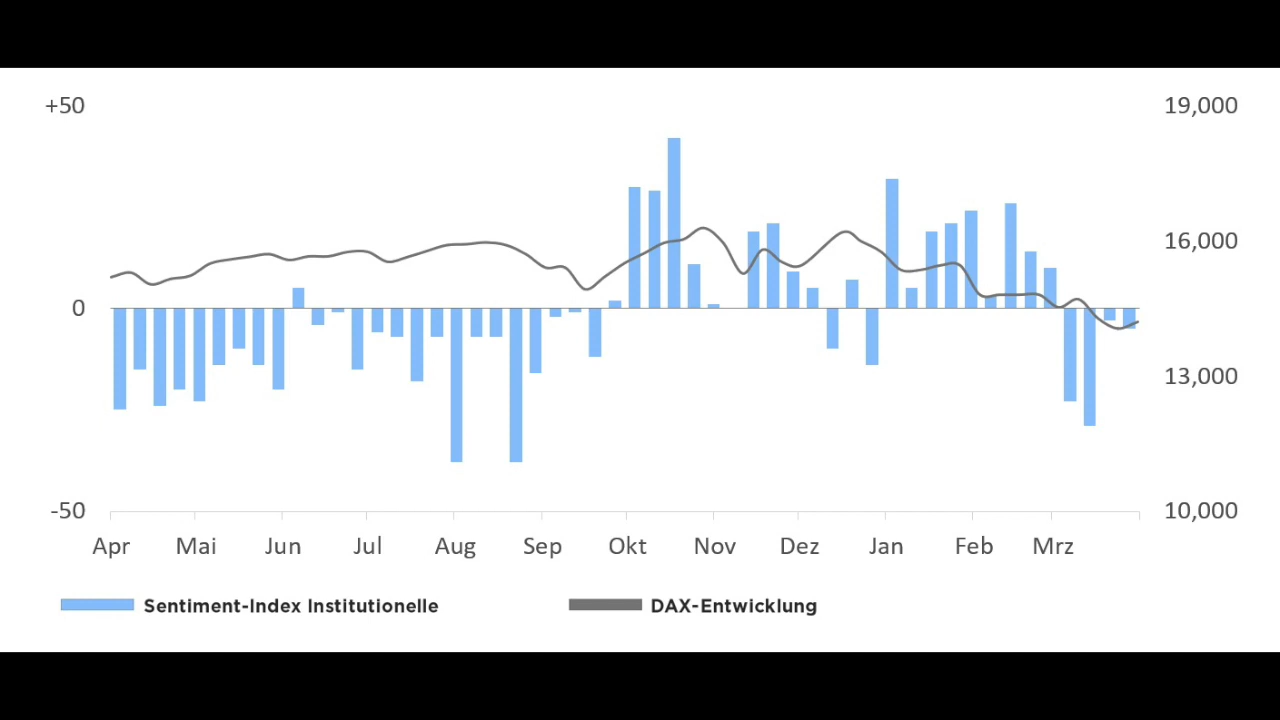 +50 19,000
16,000
0
13,000
-50 10,000
Apr Mai Jun Jul Aug Sep Okt Nov Dez Jan Feb Mrz
Sentiment-Index Institutionelle DAX-Entwicklung